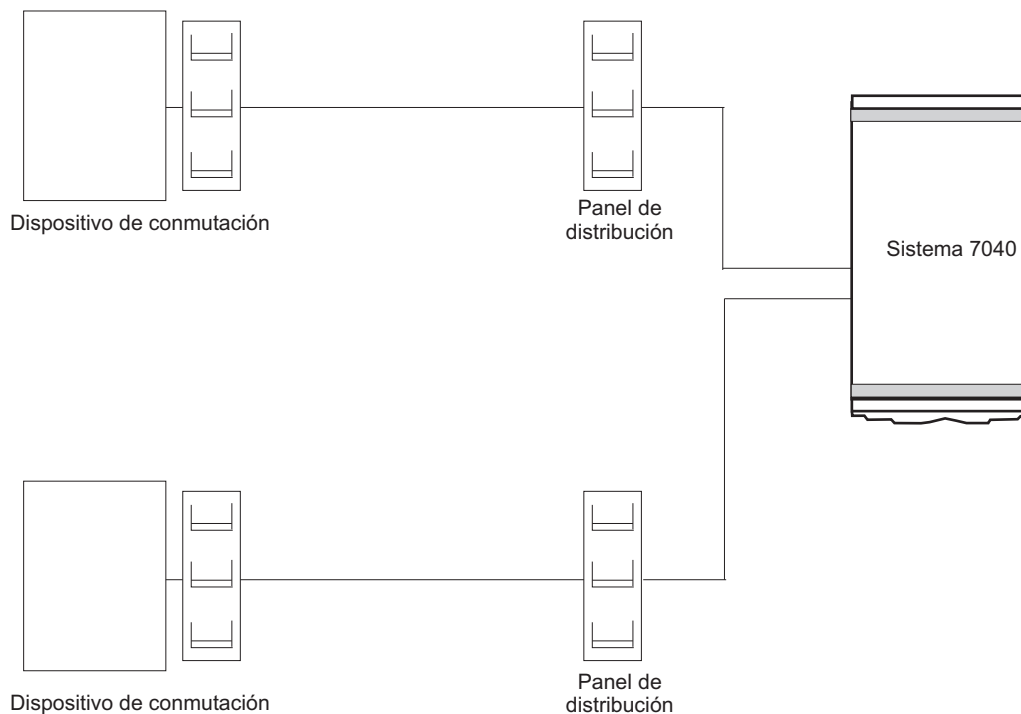 Dispositivo de conmutación
Panel de
distribución
Sistema 7040
Dispositivo de conmutación
Panel de
distribución